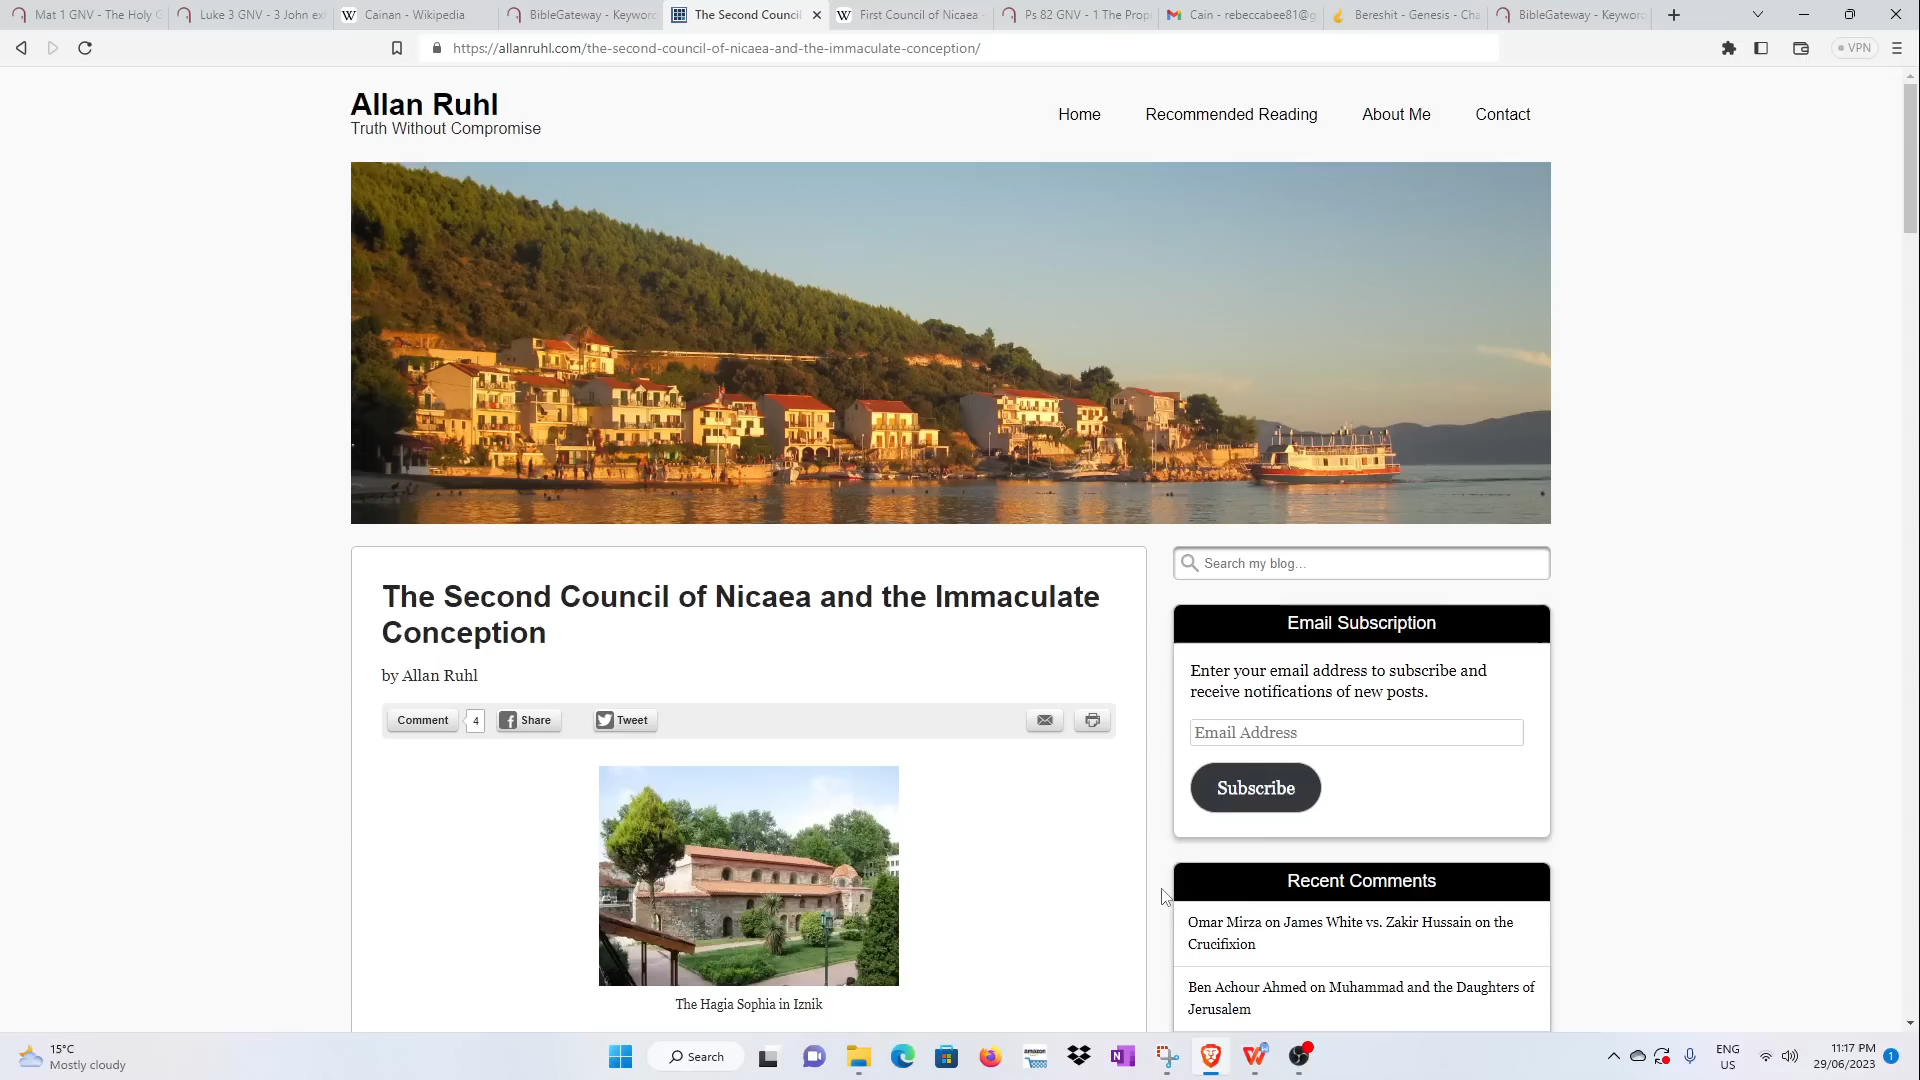 Mat 1 GNV - The Holy G
Luke 3 GNV - 3 John ex
Cainan - Wikipedia
BibleGateway - Keywor
The Second Council
First Council of Nicaea -
Ps 82 GNV - 1 The Prop
Cain - rebeccabee81@g
Bereshit - Genesis - Cha
BibleGateway - Keywor
https://allanruhl.com/the-second-council-of-nicaea-and-the-immaculate-conception/
VPN
Allan Ruhl
Truth Without Compromise
Home
Recommended Reading
About Me
Contact
The Second Council of Nicaea and the Immaculate
Conception
by Allan Ruhl
Comment
4
Share
Tweet
The Hagia Sophia in Iznik
Search my blog...
Email Subscription
Enter your email address to subscribe and
receive notifications of new posts.
Email Address
Subscribe
Recent Comments
Omar Mirza on James White vs. Zakir Hussain on the
Crucifixion
Ben Achour Ahmed on Muhammad and the Daughters of
Jerusalem
15°C
Mostly cloudy
Search
amazon
ENG
US
11:17 PM
29/06/2023
1